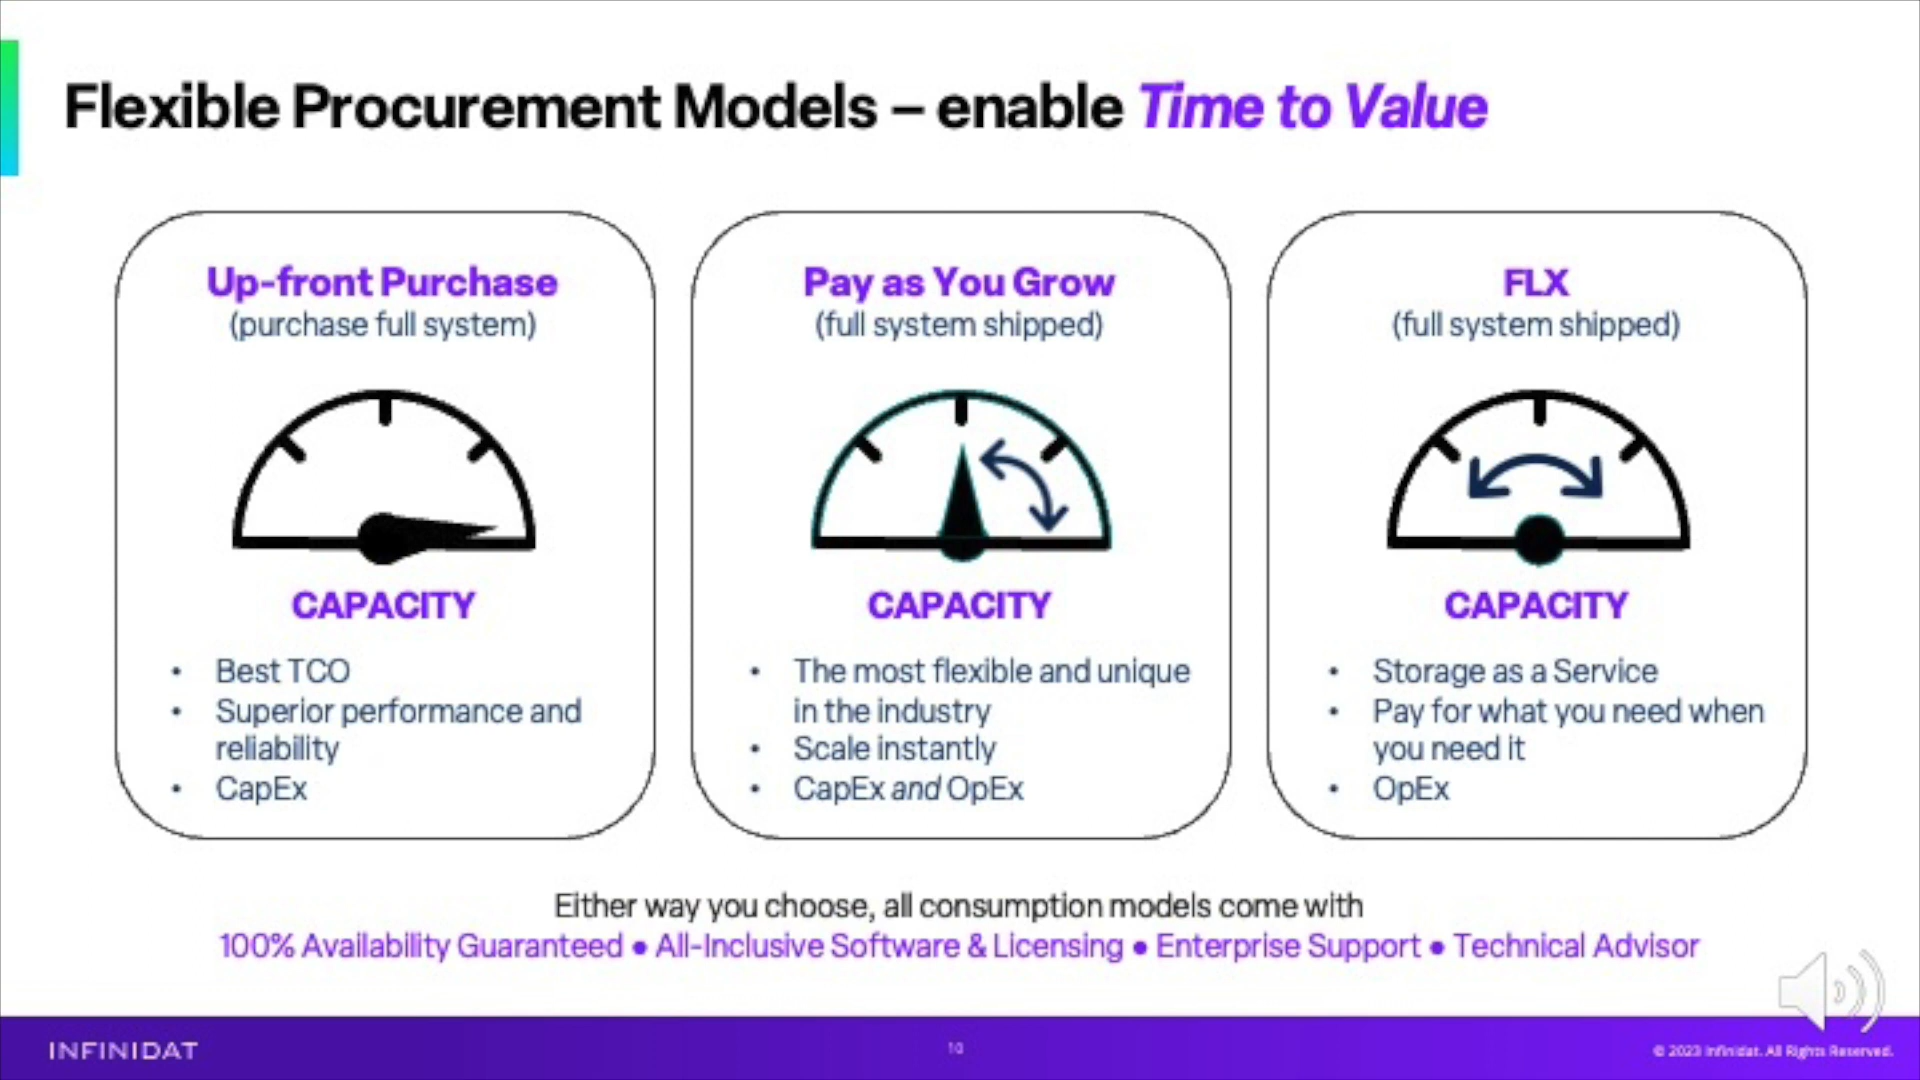 Flexible Procurement Models – enable Time to Value
Up-front Purchase
(purchase full system)
CAPACITY
• Best TCO
• Superior performance and
reliability
• CapEx
Pay as You Grow
(full system shipped)
CAPACITY
• The most flexible and unique
in the industry
• Scale instantly
• CapEx and OpEx
FLX
(full system shipped)
CAPACITY
• Storage as a Service
• Pay for what you need when
you need it
• OpEx
Either way you choose, all consumption models come with
100% Availability Guaranteed ● All-Inclusive Software & Licensing ● Enterprise Support ● Technical Advisor
INFINIDAT
10
© 2023 Infinidat. All Rights Reserved.